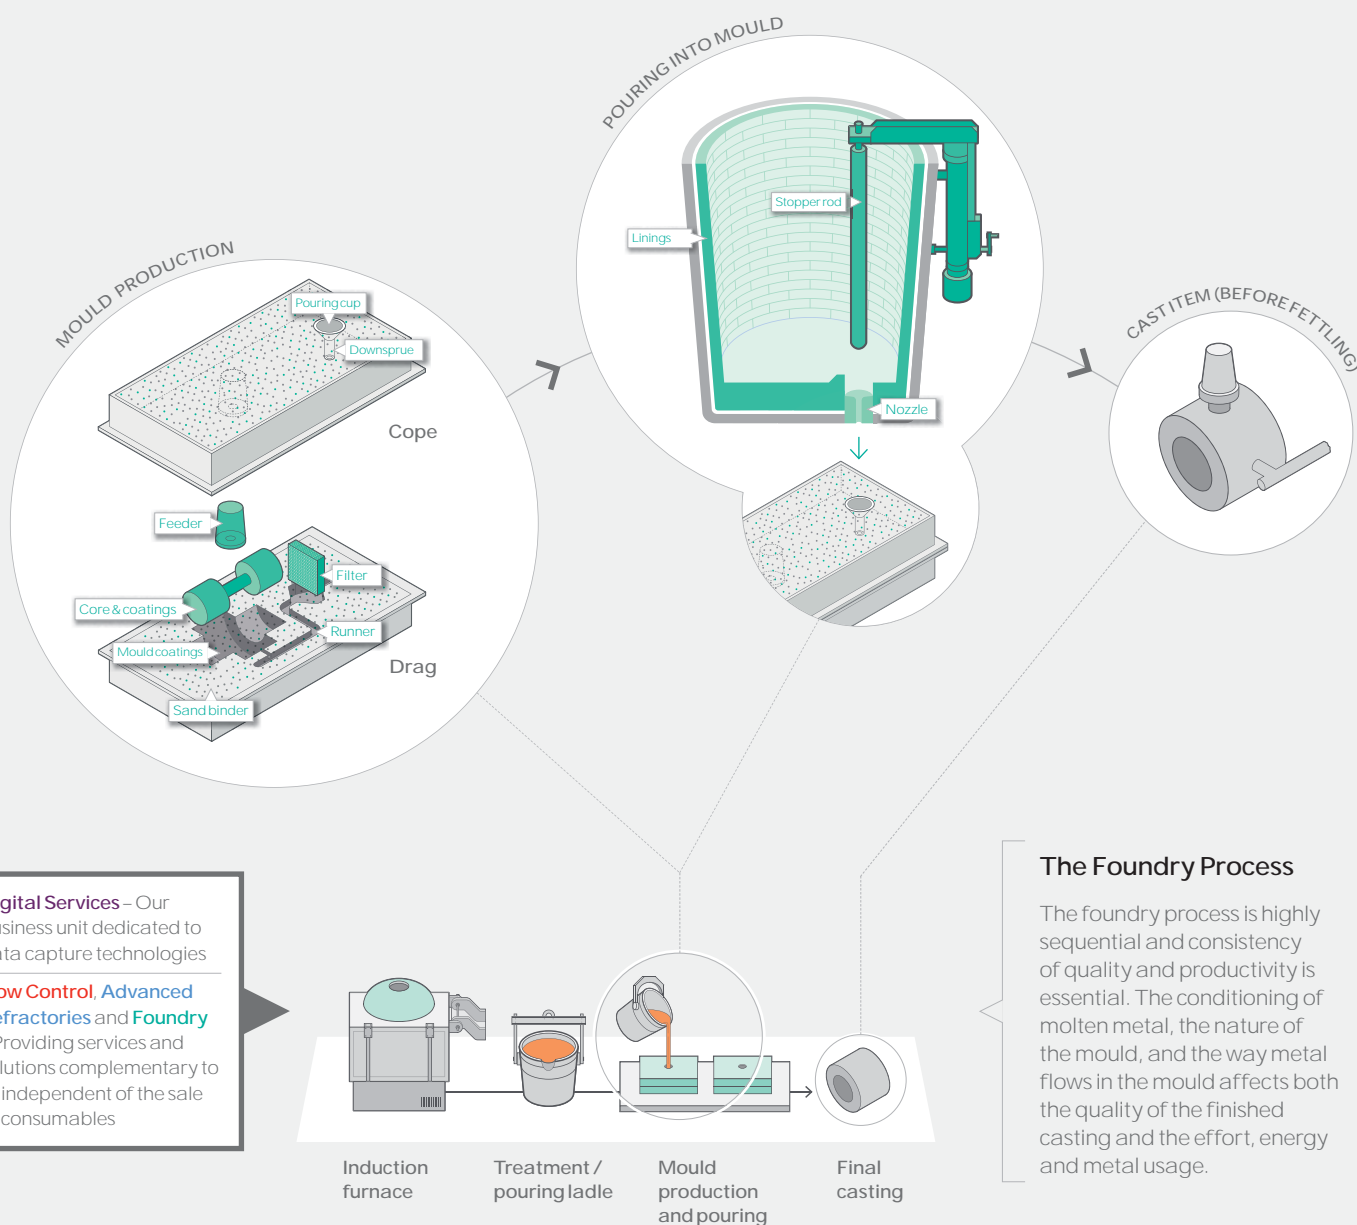 POURING INTO MOULD
Stopper rod
Linings
Nozzle
MOULD PRODUCTION
Pouring cup
Downsprue
Cope
Feeder
Filter
Core & coatings
Runner
Mould coatings
Drag
Sand binder
CAST ITEM (BEFORE FETTLING)
gital Services – Our
usiness unit dedicated to
ata capture technologies
ow Control, Advanced
efractories and Foundry
Providing services and
lutions complementary to
independent of the sale
consumables
Induction
furnace
Treatment /
pouring ladle
Mould
production
and pouring
Final
casting
The Foundry Process
The foundry process is highly
sequential and consistency
of quality and productivity is
essential. The conditioning of
molten metal, the nature of
the mould, and the way metal
flows in the mould affects both
the quality of the finished
casting and the effort, energy
and metal usage.